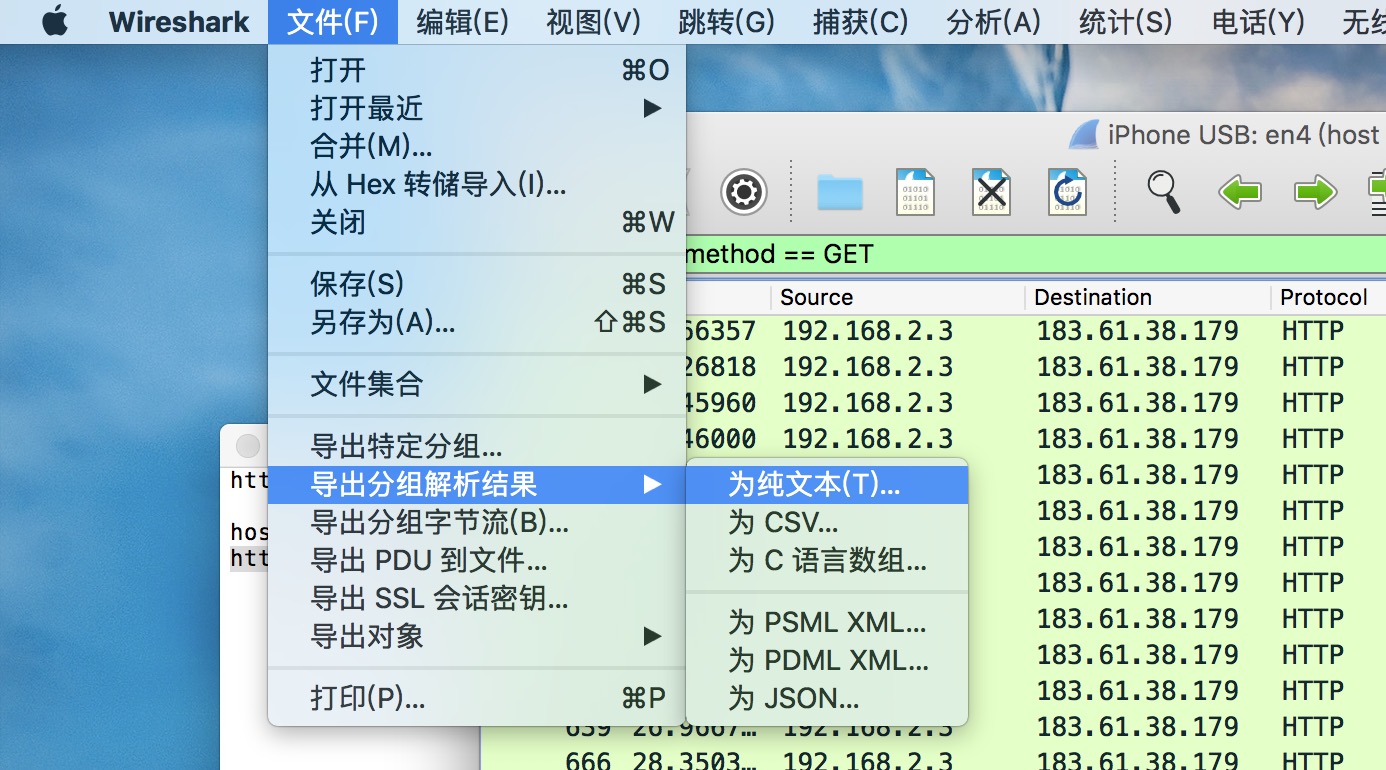 Wireshark 文件(F) 编辑(E) 视图(V) 跳转(G) 捕获(C) 分析(A) 统计(S) 电话(Y)
打开 ⌘O
打开最近 ▶
合并(M)...
从 Hex 转储导入(I)...
关闭 ⌘W
保存(S) ⌘S
另存为(A)... ⇧⌘S
文件集合 ▶
导出特定分组...
导出分组解析结果 ▶
导出分组字节流(B)...
导出 PDU 到文件...
导出 SSL 会话密钥...
导出对象 ▶
打印(P)... ⌘P
为纯文本(T)...
为 CSV...
为 C 语言数组...
为 PSML XML...
为 PDML XML...
为 JSON...
iPhone USB: en4 (host
method == GET
Source Destination Protocol
66357 192.168.2.3 183.61.38.179 HTTP
26818 192.168.2.3 183.61.38.179 HTTP
45960 192.168.2.3 183.61.38.179 HTTP
46000 192.168.2.3 183.61.38.179 HTTP
183.61.38.179 HTTP
183.61.38.179 HTTP
183.61.38.179 HTTP
183.61.38.179 HTTP
183.61.38.179 HTTP
183.61.38.179 HTTP
183.61.38.179 HTTP
659 26.9667… 192.168.2.3 183.61.38.179 HTTP
666 28.3503… 192.168.2.3 183.61.38.179 HTTP
htt
hos
htt